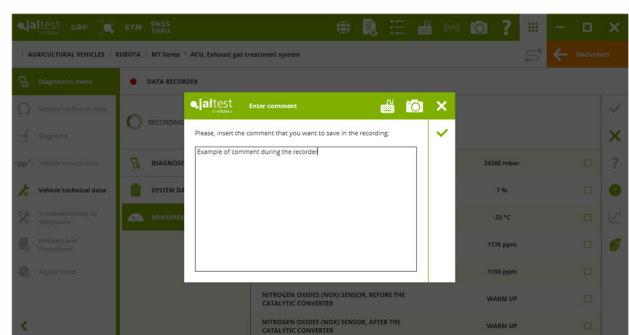 jaltest GRP ETM PASS THRU
AGRICULTURAL VEHICLES KUBOTA M7 Series ACU, Exhaust gas treatment system
Disconnect
Diagnostics menu
DATA RECORDER
System technical data
RECORDING
Diagrams
Vehicle service data
Vehicle technical data
Troubleshooting by symptoms
Policies and Procedures
Repair times
DIAGNOSI
SYSTEM DA
MEASUREM
jaltest Enter comment
Please, insert the comment that you want to save in the recording:
Example of comment during the recorder
24260 mbar
7 %
-33 °C
1176 ppm
1150 ppm
NITROGEN OXIDES (NOX) SENSOR, BEFORE THE
CATALYTIC CONVERTER
WARM UP
NITROGEN OXIDES (NOX) SENSOR, AFTER THE
CATALYTIC CONVERTER
WARM UP